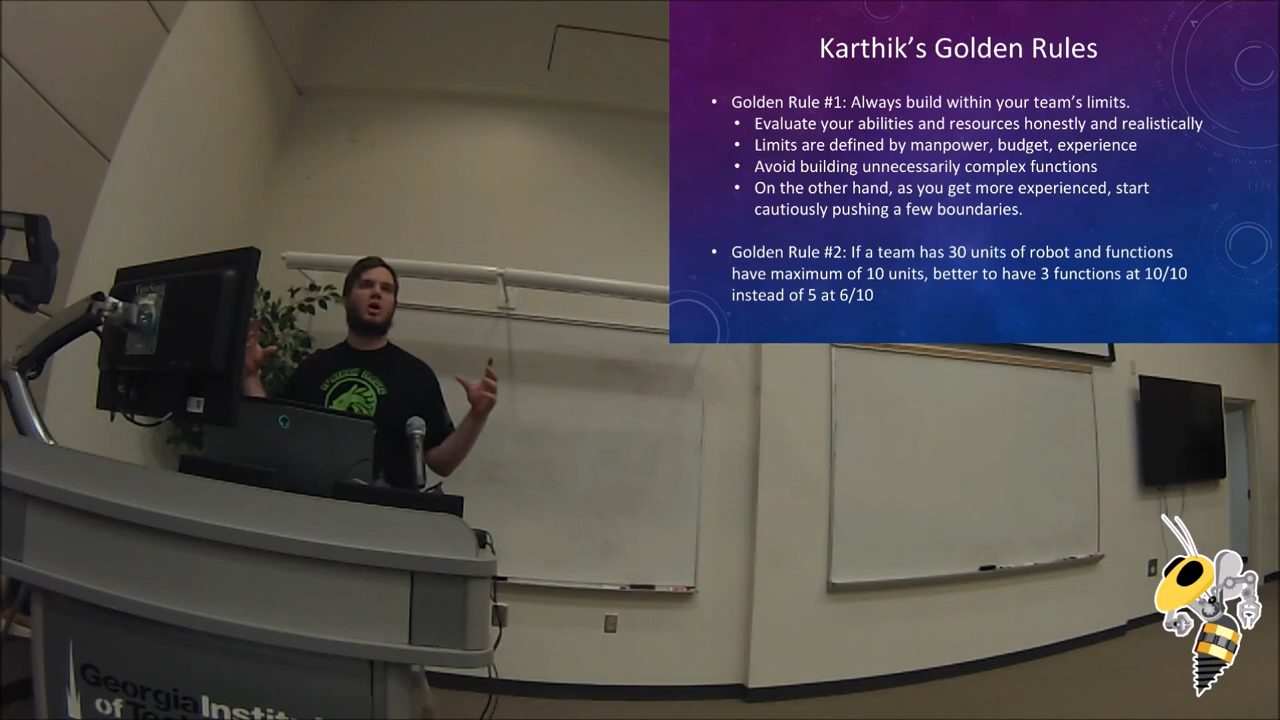 Karthik's Golden Rules
• Golden Rule #1: Always build within your team's limits.
• Evaluate your abilities and resources honestly and realistically
• Limits are defined by manpower, budget, experience
• Avoid building unnecessarily complex functions
• On the other hand, as you get more experienced, start
cautiously pushing a few boundaries.
• Golden Rule #2: If a team has 30 units of robot and functions
have maximum of 10 units, better to have 3 functions at 10/10
instead of 5 at 6/10
ViewSonic
Georgia Institu
of Tec